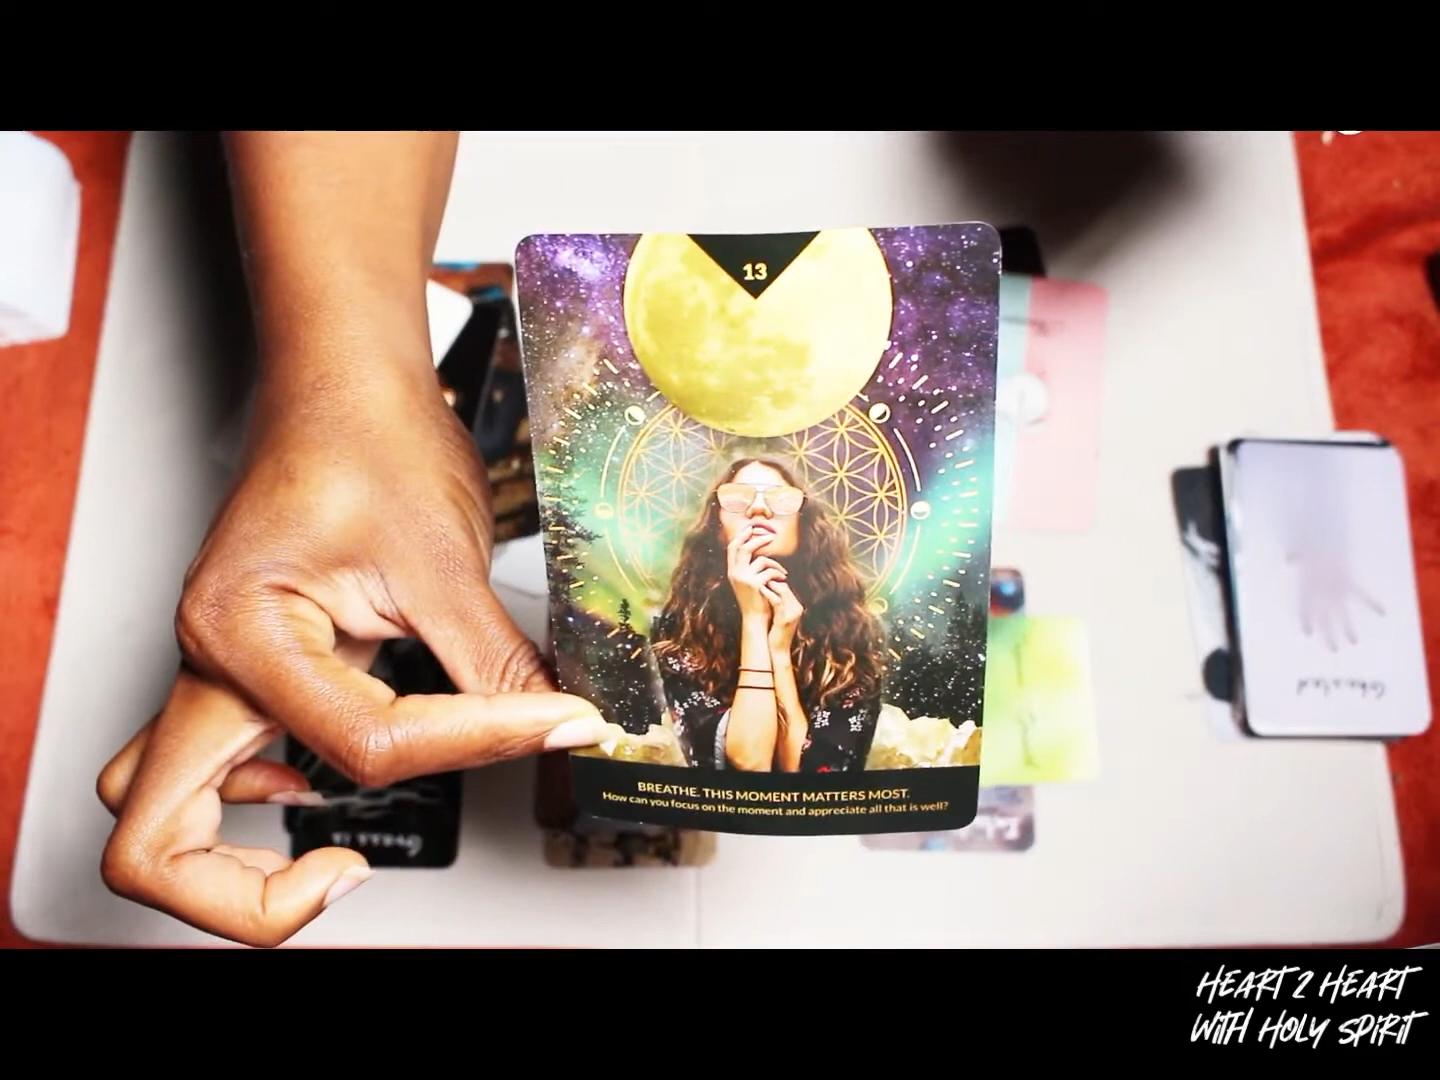 13
BREATHE. THIS MOMENT MATTERS MOST.
How can you focus on the moment and appreciate all that is well?
Ghosted
HEART 2 HEART
WITH HOLY SPIRIT